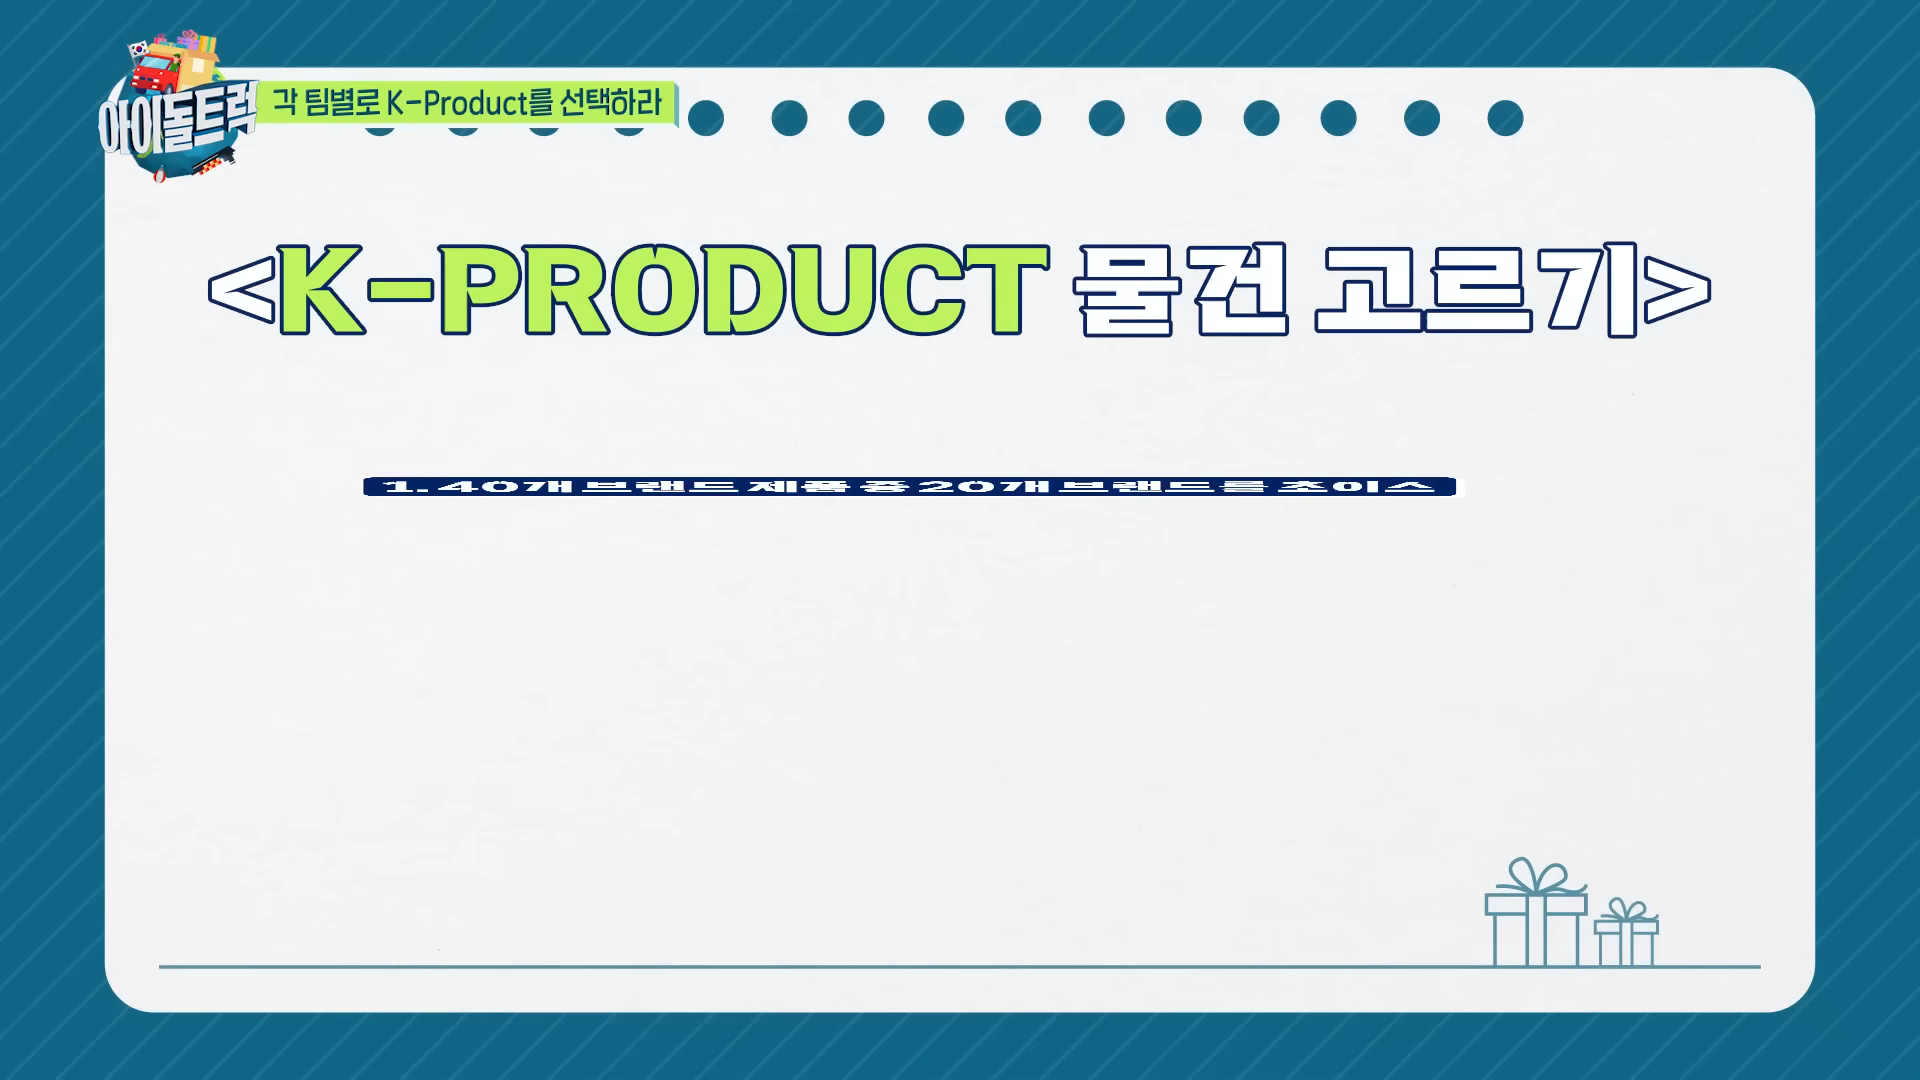 아이돌트럭
각 팀별로 K-Product를 선택하라
<K-PRODUCT 물건 고르기>
1. 40개 브랜드 제품 중 20개 브랜드를 초이스